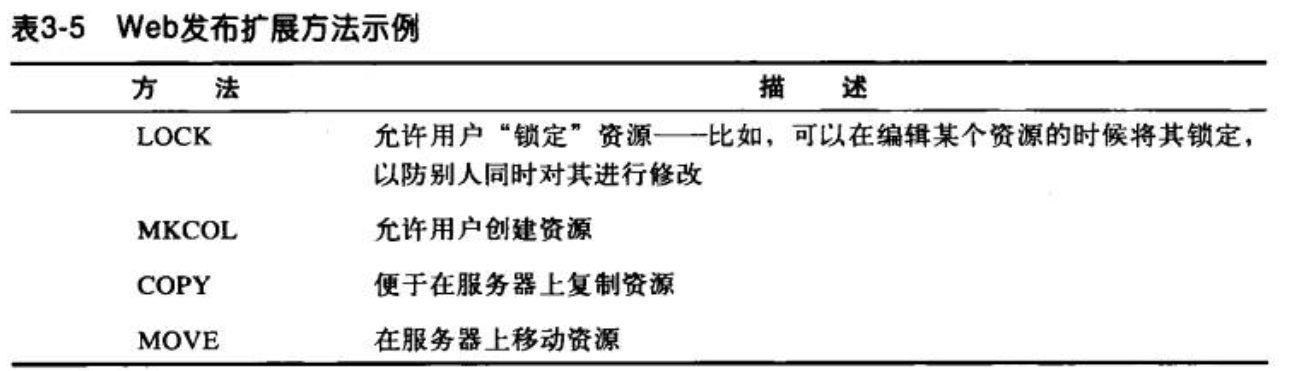 表3-5 Web发布扩展方法示例
方 法 描 述
LOCK 允许用户“锁定”资源——比如，可以在编辑某个资源的时候将其锁定，
以防别人同时对其进行修改
MKCOL 允许用户创建资源
COPY 便于在服务器上复制资源
MOVE 在服务器上移动资源